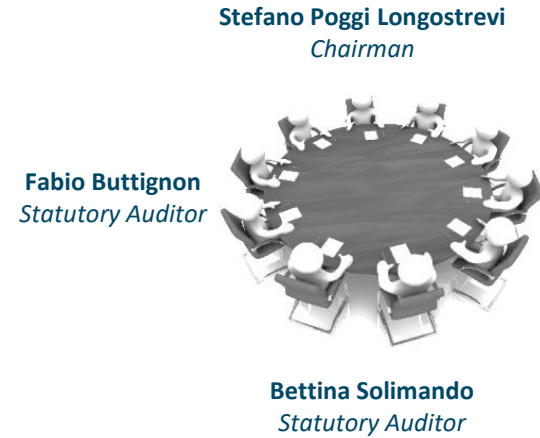 Stefano Poggi Longostrevi
Chairman
Fabio Buttignon
Statutory Auditor
Bettina Solimando
Statutory Auditor